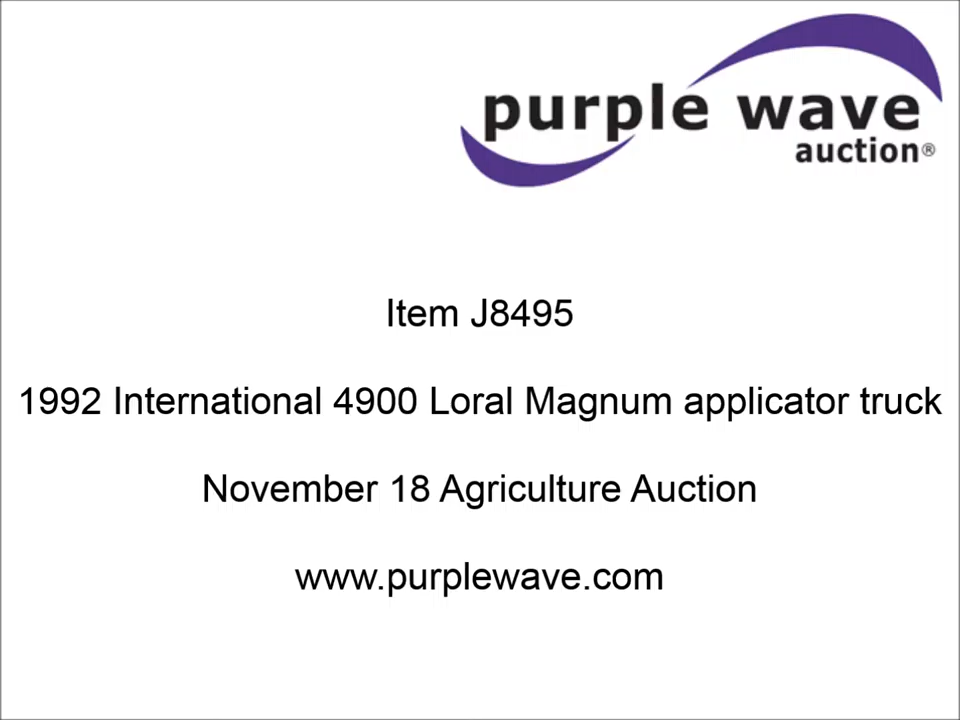 purple wave
auction®
Item J8495
1992 International 4900 Loral Magnum applicator truck
November 18 Agriculture Auction
www.purplewave.com